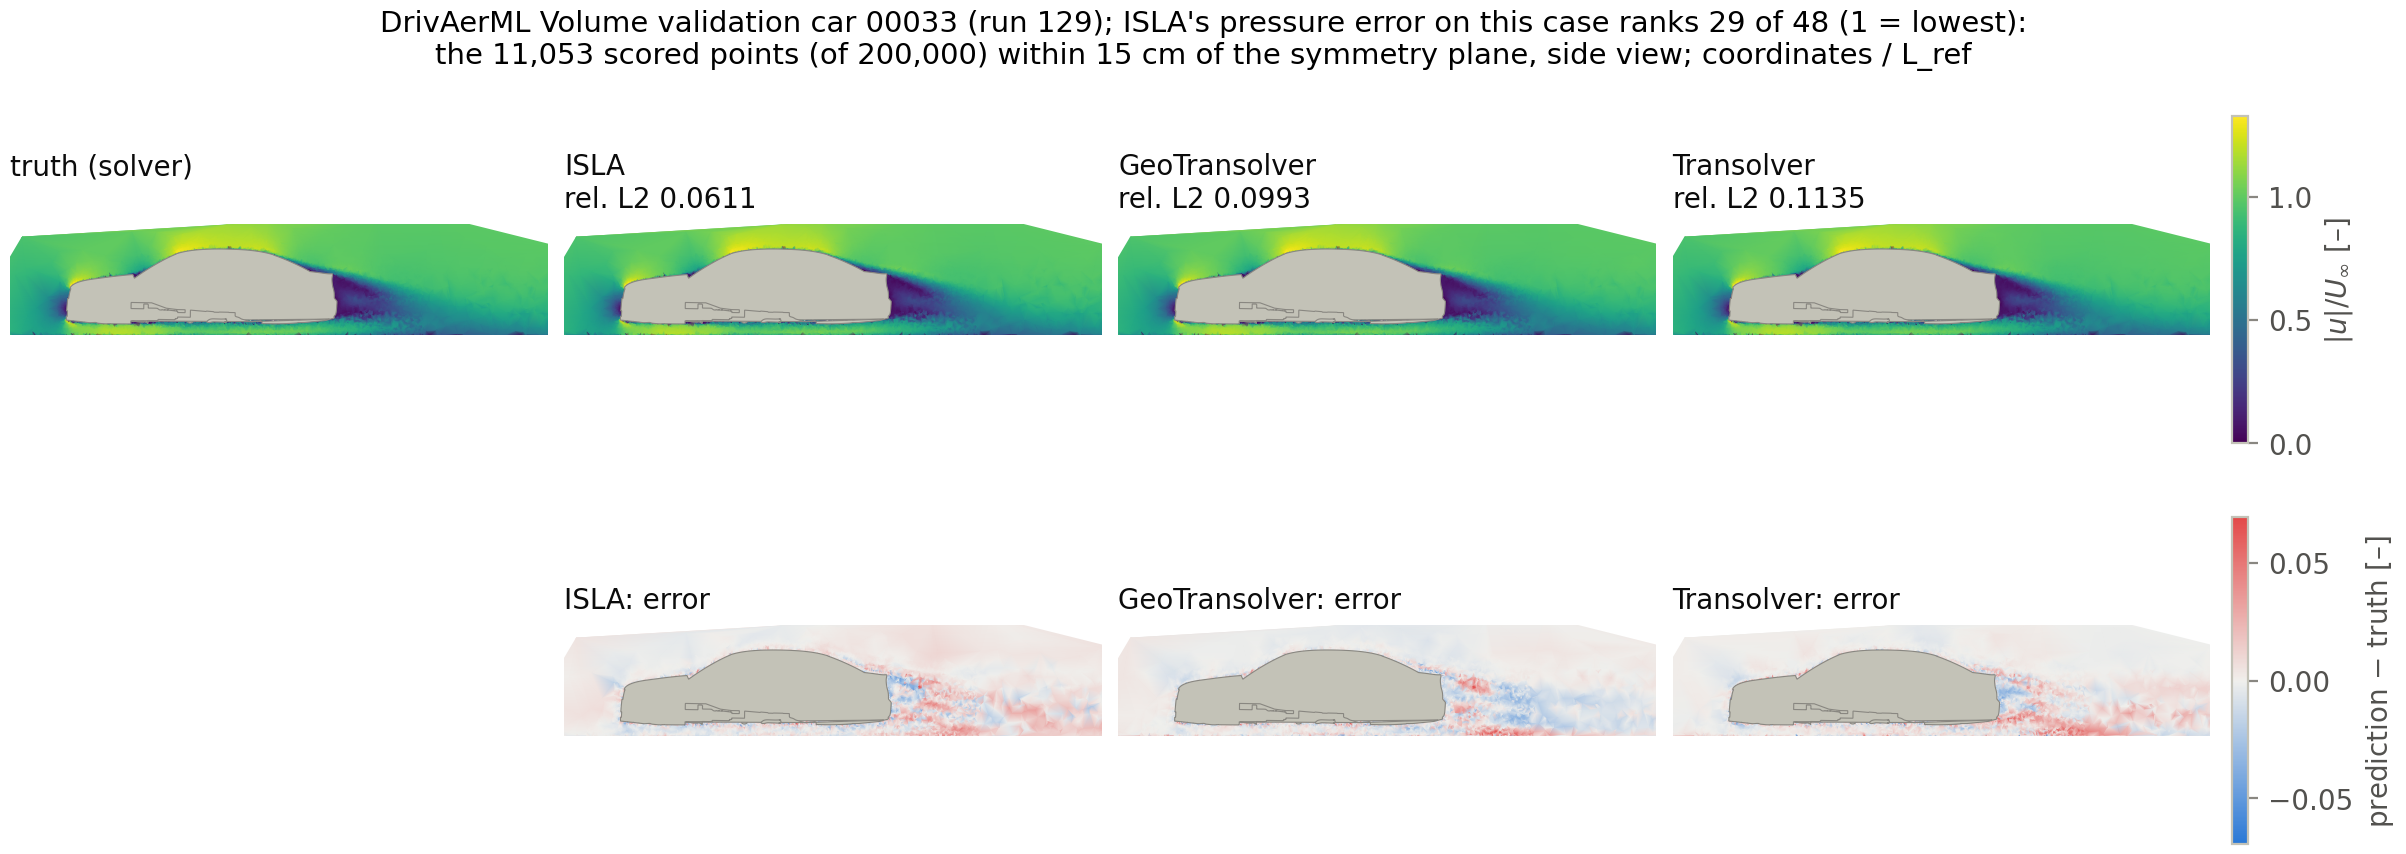 DrivAerML Volume validation car 00033 (run 129); ISLA's pressure error on this case ranks 29 of 48 (1 = lowest):
the 11,053 scored points (of 200,000) within 15 cm of the symmetry plane, side view; coordinates / L_ref
truth (solver)
ISLA
rel. L2 0.0611
GeoTransolver
rel. L2 0.0993
Transolver
rel. L2 0.1135
1.0
0.5
0.0
|u|/U∞ [–]
ISLA: error
GeoTransolver: error
Transolver: error
0.05
0.00
−0.05
prediction − truth [–]